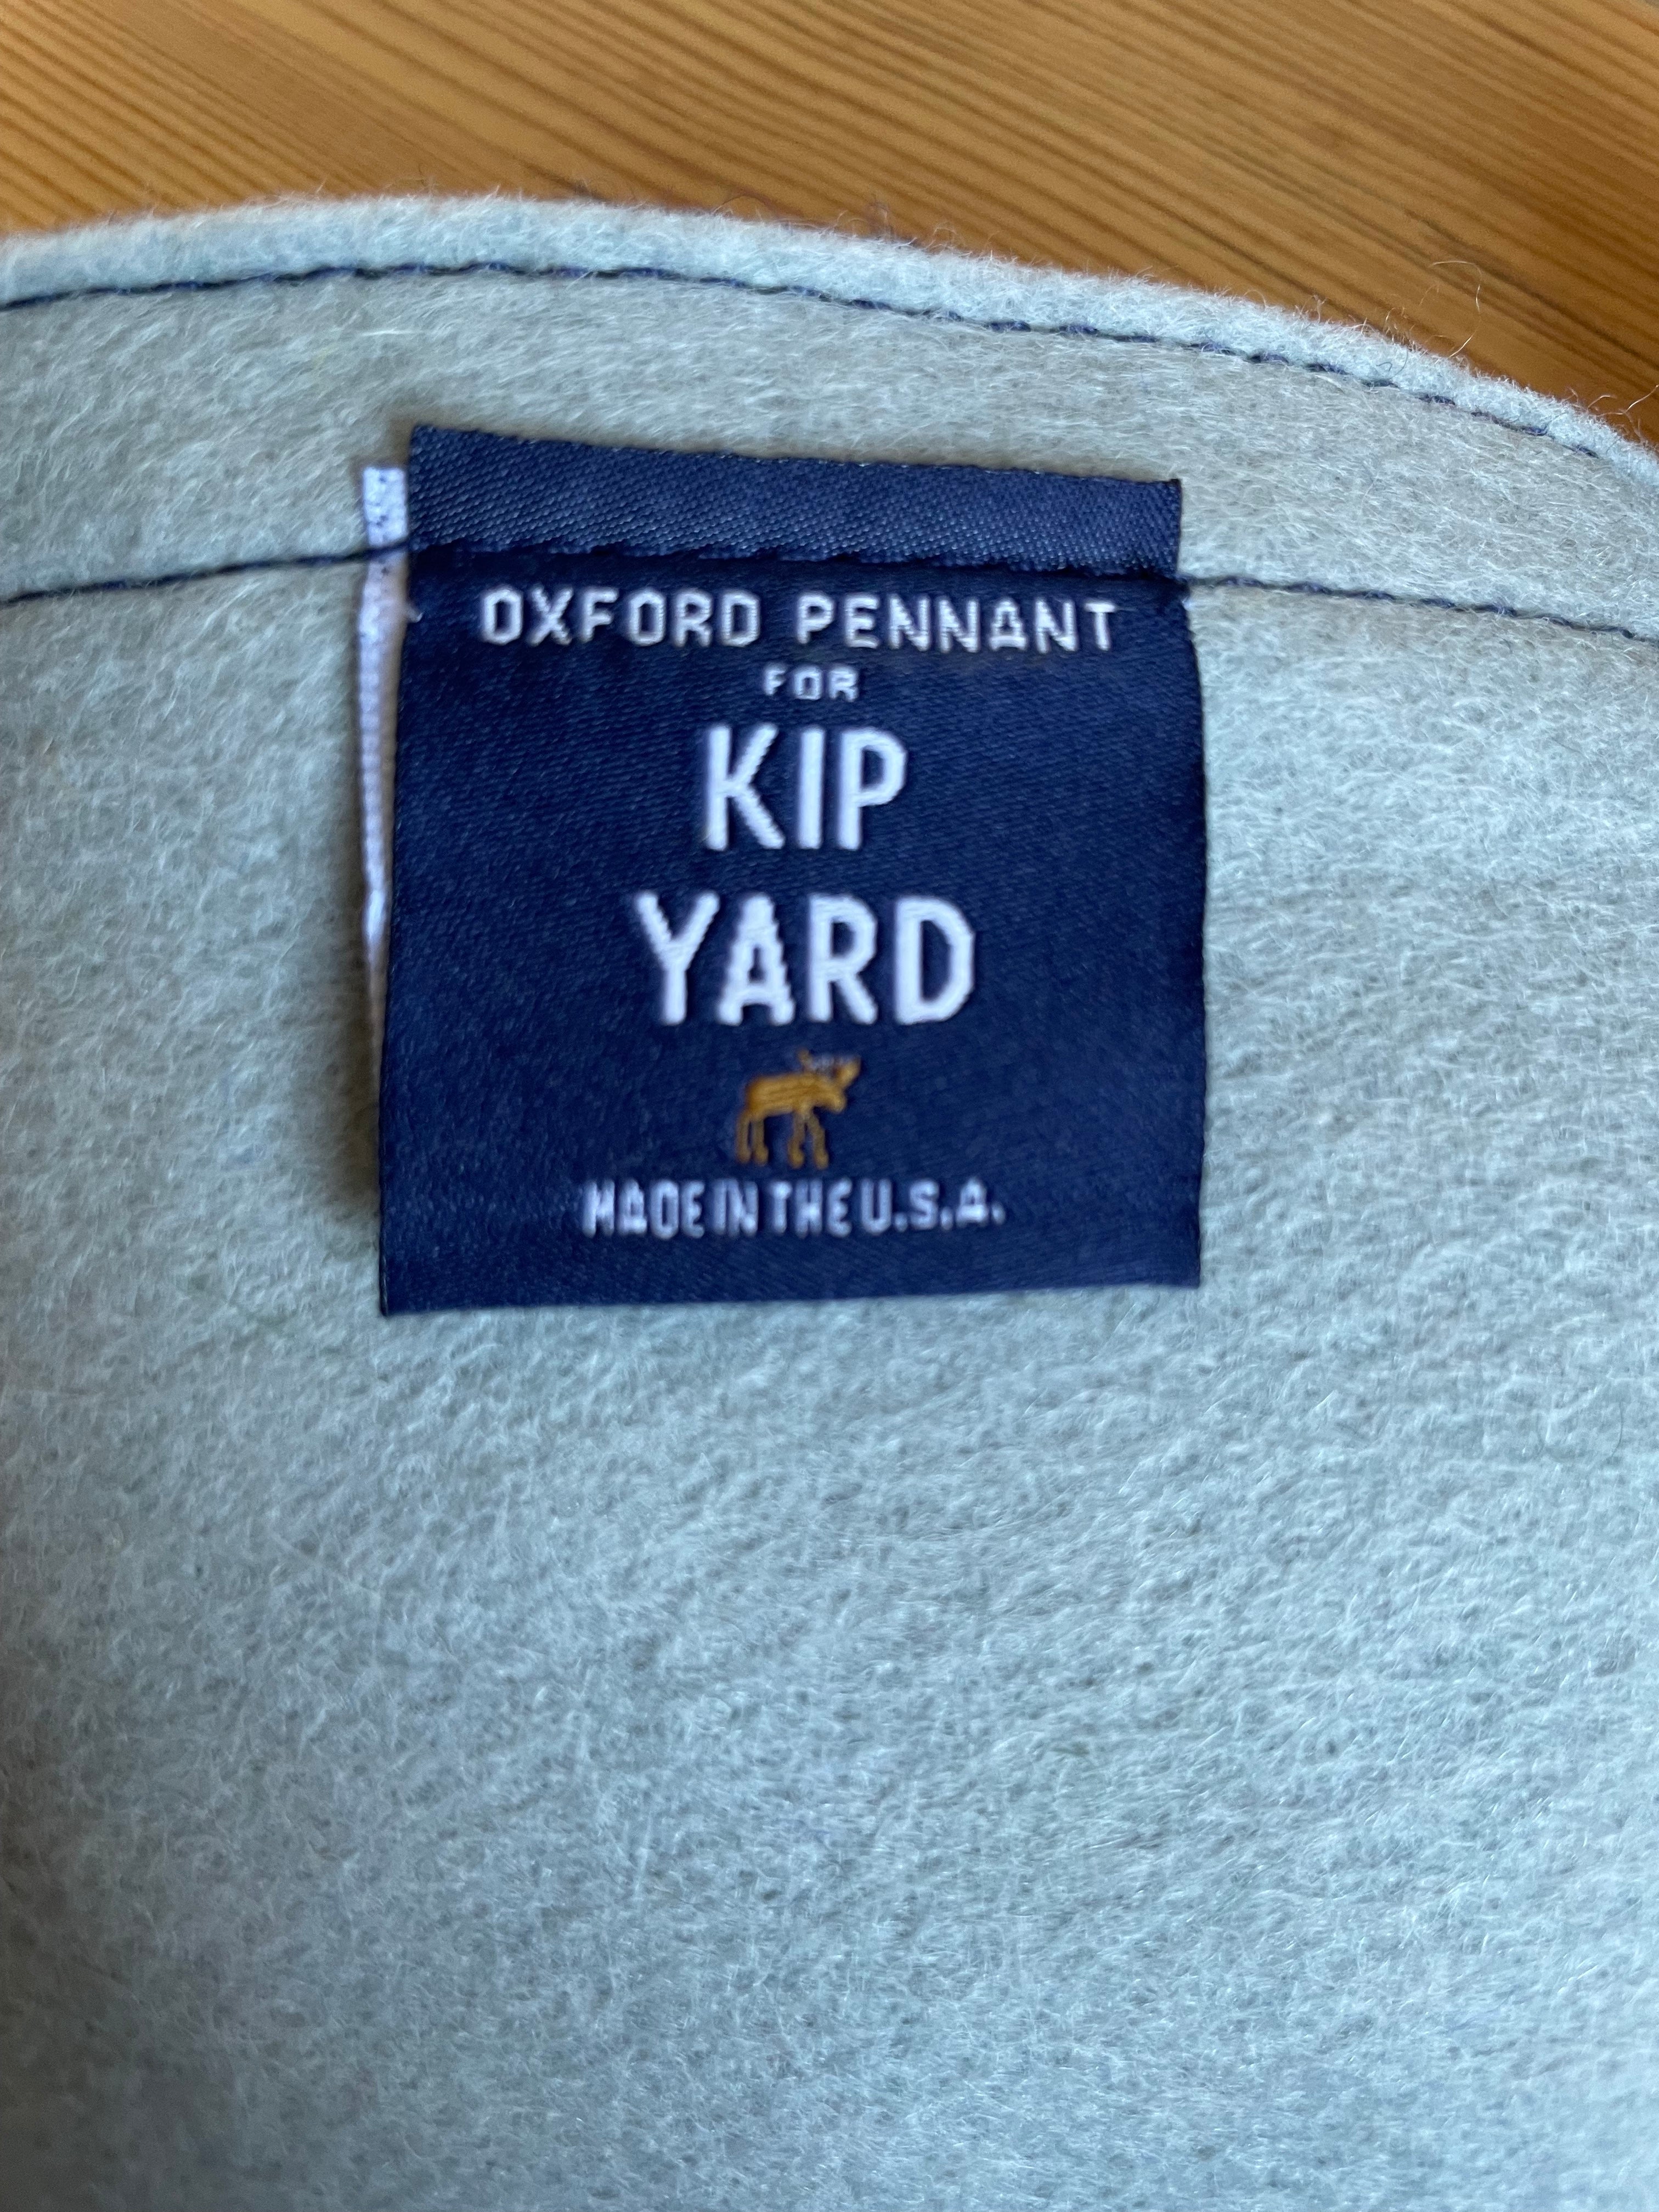 OXFORD PENNANT
FOR
KIP
YARD
MADE IN THE U.S.A.